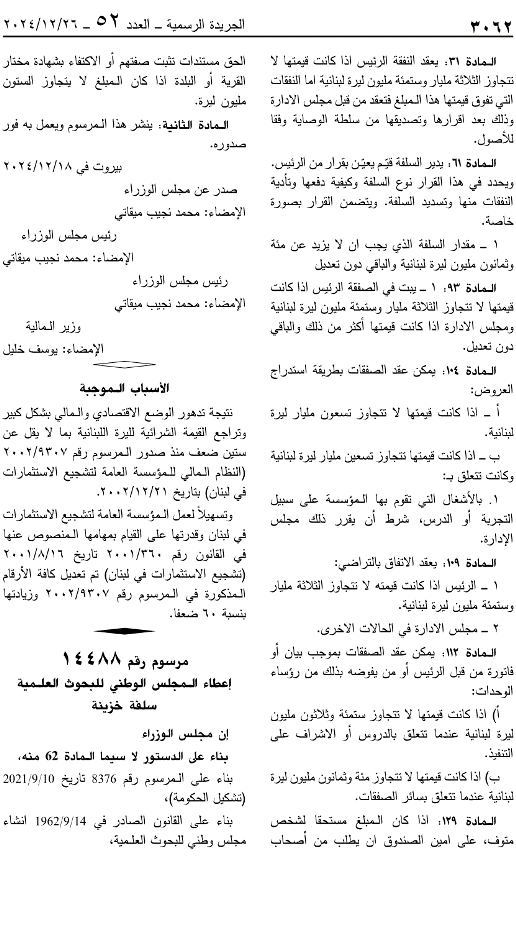 ٣٠٦٢
الجريدة الرسمية ــ العدد ٥٢ ــ ٢٠٢٤/١٢/٢٦
المادة ٣١: يعقد النفقة الرئيس اذا كانت قيمتها لا
تتجاوز الثلاثة مليار وستمئة مليون ليرة لبنانية اما النفقات
التي تفوق قيمتها هذا المبلغ فتعقد من قبل مجلس الادارة
وذلك بعد اقرارها وتصديقها من سلطة الوصاية وفقا
للأصول.
المادة ٦١: يدير السلفة قيّم يعيّن بقرار من الرئيس.
ويحدد في هذا القرار نوع السلفة وكيفية دفعها وتأدية
النفقات منها وتسديد السلفة. ويتضمن القرار بصورة
خاصة.
١ ــ مقدار السلفة الذي يجب ان لا يزيد عن مئة
وثمانون مليون ليرة لبنانية والباقي دون تعديل
المادة ٩٣: ١ ــ يبت في الصفقة الرئيس اذا كانت
قيمتها لا تتجاوز الثلاثة مليار وستمئة مليون ليرة لبنانية
ومجلس الادارة اذا كانت قيمتها أكثر من ذلك والباقي
دون تعديل.
المادة ١٠٤: يمكن عقد الصفقات بطريقة استدراج
العروض:
أ ــ اذا كانت قيمتها لا تتجاوز تسعون مليار ليرة
لبنانية.
ب ــ اذا كانت قيمتها تتجاوز تسعين مليار ليرة لبنانية
وكانت تتعلق بـ:
١. بالأشغال التي تقوم بها المؤسسة على سبيل
التجربة أو الدرس، شرط أن يقرر ذلك مجلس
الإدارة.
المادة ١٠٩: يعقد الاتفاق بالتراضي:
١ ــ الرئيس اذا كانت قيمته لا تتجاوز الثلاثة مليار
وستمئة مليون ليرة لبنانية.
٢ ــ مجلس الادارة في الحالات الاخرى.
المادة ١١٢: يمكن عقد الصفقات بموجب بيان أو
فاتورة من قبل الرئيس أو من يفوضه بذلك من رؤساء
الوحدات:
أ) اذا كانت قيمتها لا تتجاوز ستمئة وثلاثون مليون
ليرة لبنانية عندما تتعلق بالدروس أو الاشراف على
التنفيذ.
ب) اذا كانت قيمتها لا تتجاوز مئة وثمانون مليون ليرة
لبنانية عندما تتعلق بسائر الصفقات.
المادة ١٢٩: اذا كان المبلغ مستحقا لشخص
متوف، على امين الصندوق ان يطلب من أصحاب
الحق مستندات تثبت صفتهم أو الاكتفاء بشهادة مختار
القرية أو البلدة اذا كان المبلغ لا يتجاوز الستون
مليون ليرة.
المادة الثانية: ينشر هذا المرسوم ويعمل به فور
صدوره.
بيروت في ٢٠٢٤/١٢/١٨
صدر عن مجلس الوزراء
الإمضاء: محمد نجيب ميقاتي
رئيس مجلس الوزراء
الإمضاء: محمد نجيب ميقاتي
رئيس مجلس الوزراء
الإمضاء: محمد نجيب ميقاتي
وزير المالية
الإمضاء: يوسف خليل
الأسباب الموجبة
نتيجة تدهور الوضع الاقتصادي والمالي بشكل كبير
وتراجع القيمة الشرائية لليرة اللبنانية بما لا يقل عن
ستين ضعف منذ صدور المرسوم رقم ٢٠٠٢/٩٣٠٧
(النظام المالي للمؤسسة العامة لتشجيع الاستثمارات
في لبنان) بتاريخ ٢٠٠٢/١٢/٢١.
وتسهيلاً لعمل المؤسسة العامة لتشجيع الاستثمارات
في لبنان وقدرتها على القيام بمهامها المنصوص عنها
في القانون رقم ٢٠٠١/٣٦٠ تاريخ ٢٠٠١/٨/١٦
(تشجيع الاستثمارات في لبنان) تم تعديل كافة الأرقام
المذكورة في المرسوم رقم ٢٠٠٢/٩٣٠٧ وزيادتها
بنسبة ٦٠ ضعفا.
مرسوم رقم ١٤٤٨٨
إعطاء المجلس الوطني للبحوث العلمية
سلفة خزينة
إن مجلس الوزراء
بناء على الدستور لا سيما المادة 62 منه،
بناء على المرسوم رقم 8376 تاريخ 2021/9/10
(تشكيل الحكومة)،
بناء على القانون الصادر في 1962/9/14 انشاء
مجلس وطني للبحوث العلمية،